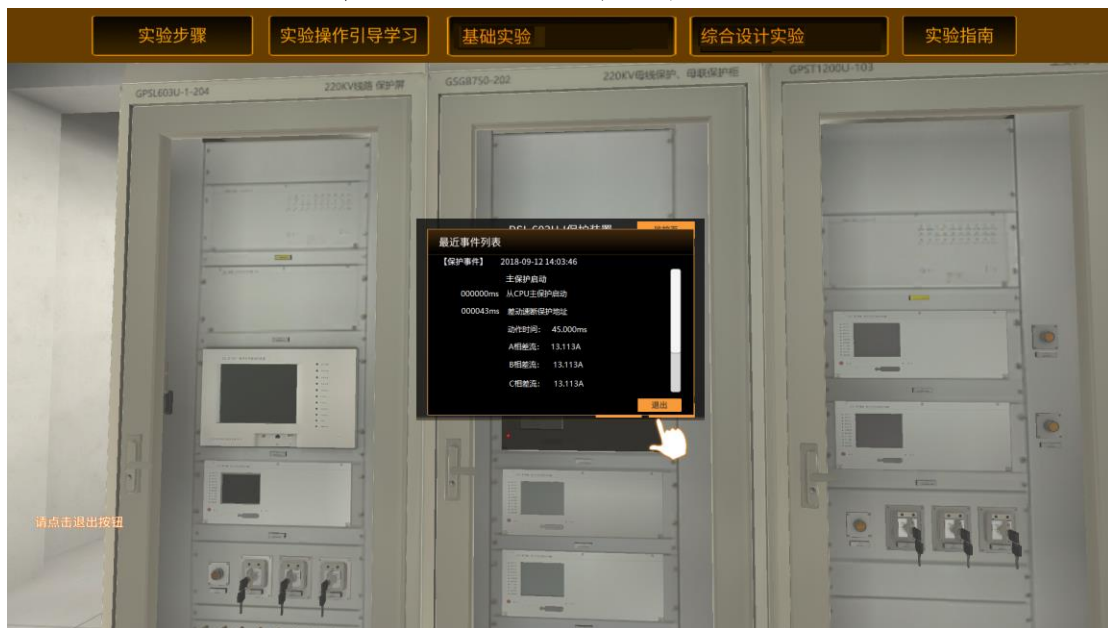 实验步骤
实验操作引导学习
基础实验
综合设计实验
实验指南
GPSL603U-1-204
220KV线路 保护屏
GSGB750-202
220KV母线保护、母联保护柜
GPST1200U-103
最近事件列表
【保护事件】 2018-09-12 14:03:46
主保护启动
000000ms 从CPU主保护启动
000043ms 差动速断保护地址
动作时间: 45.000ms
A相差流: 13.113A
B相差流: 13.113A
C相差流: 13.113A
退出
请点击退出按钮